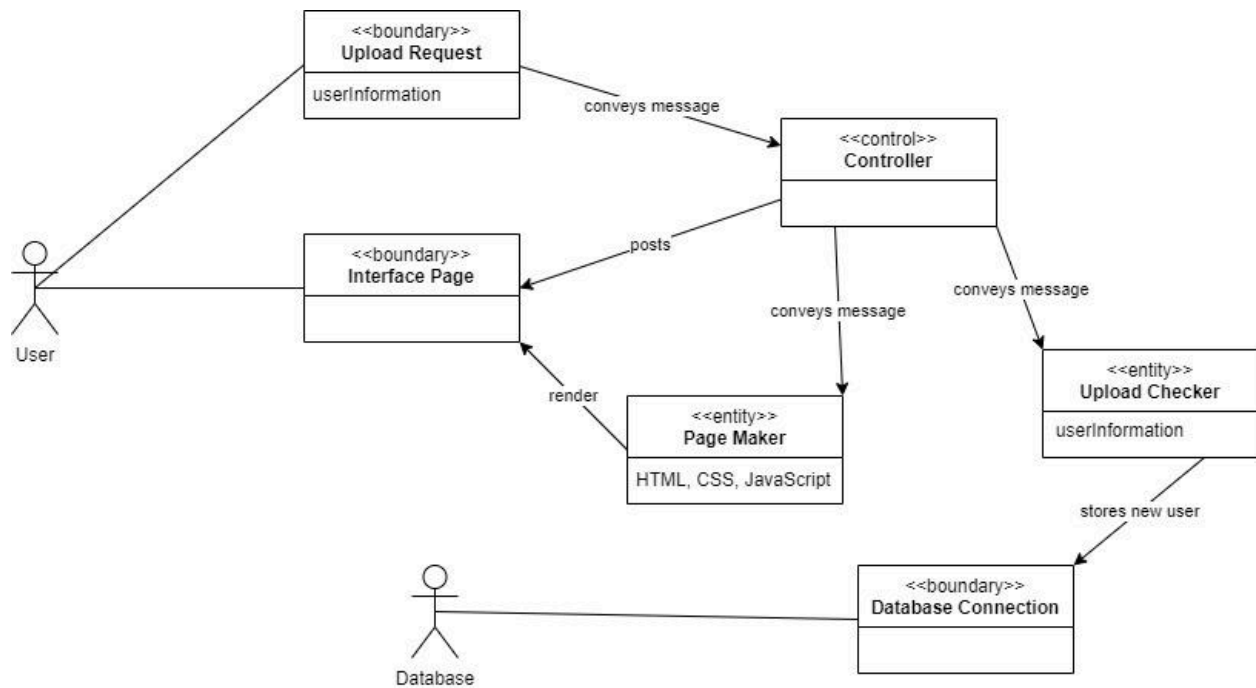 <<boundary>>
Upload Request
userInformation
conveys message
<<control>>
Controller
posts
<<boundary>>
Interface Page
User
conveys message
conveys message
render
<<entity>>
Page Maker
HTML, CSS, JavaScript
<<entity>>
Upload Checker
userInformation
stores new user
<<boundary>>
Database Connection
Database